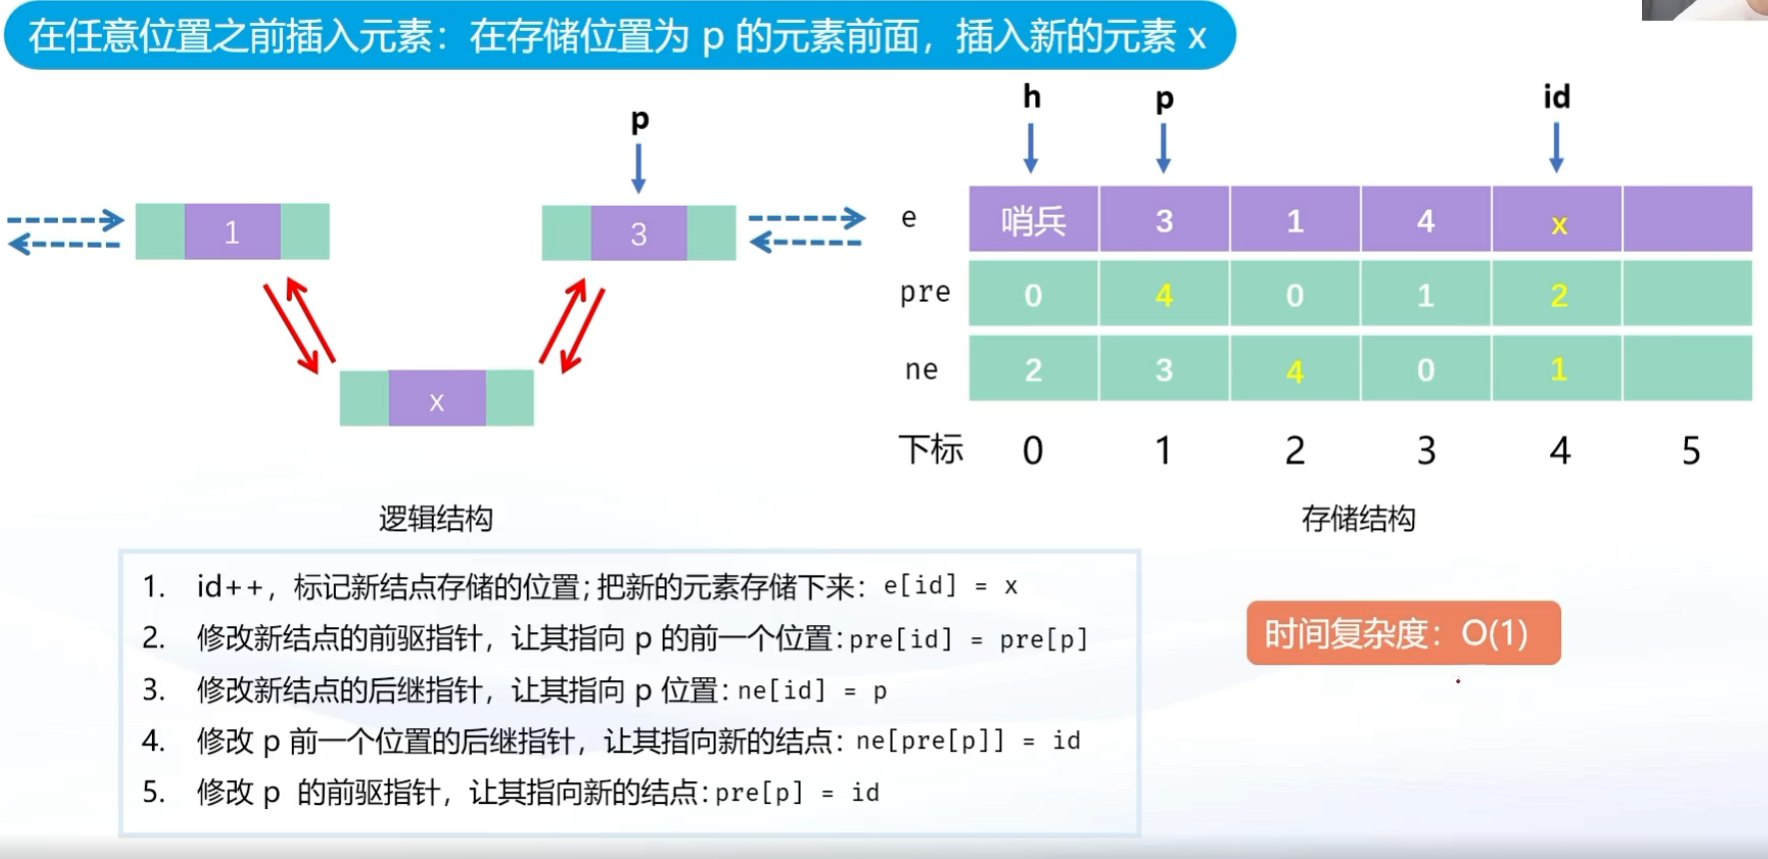 在任意位置之前插入元素：在存储位置为 p 的元素前面，插入新的元素 x
p
1
3
x
逻辑结构
h p id
e 哨兵 3 1 4 x
pre 0 4 0 1 2
ne 2 3 4 0 1
下标 0 1 2 3 4 5
存储结构
1. id++，标记新结点存储的位置；把新的元素存储下来：e[id] = x
2. 修改新结点的前驱指针，让其指向 p 的前一个位置：pre[id] = pre[p]
3. 修改新结点的后继指针，让其指向 p 位置：ne[id] = p
4. 修改 p 前一个位置的后继指针，让其指向新的结点：ne[pre[p]] = id
5. 修改 p 的前驱指针，让其指向新的结点：pre[p] = id
时间复杂度：O(1)